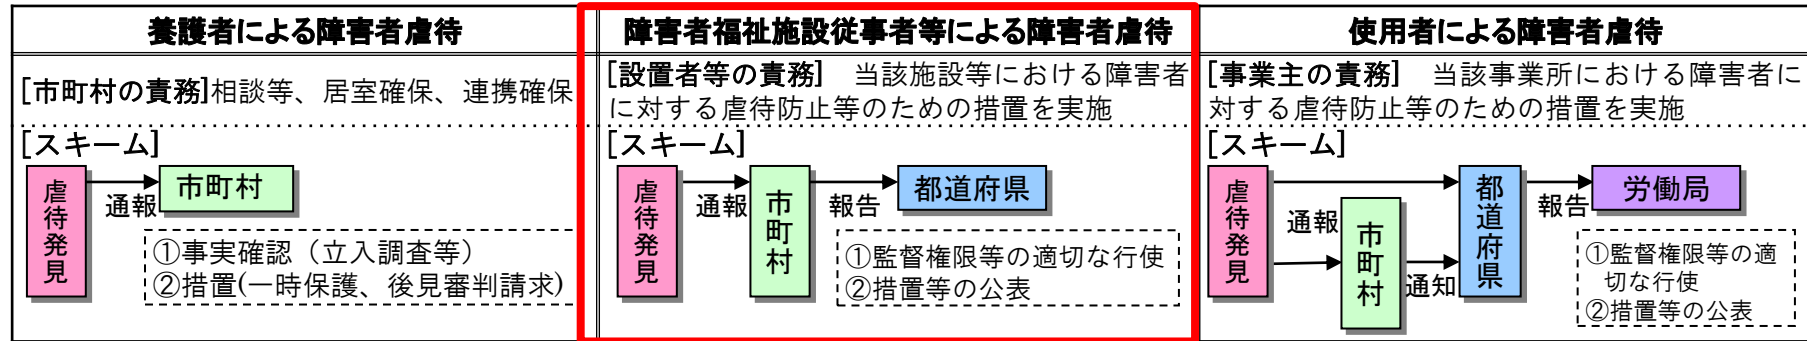 養護者による障害者虐待
[市町村の責務]相談等、居室確保、連携確保
[スキーム]
虐待発見
通報
市町村
①事実確認（立入調査等）
②措置(一時保護、後見審判請求)
障害者福祉施設従事者等による障害者虐待
[設置者等の責務]　当該施設等における障害者
に対する虐待防止等のための措置を実施
[スキーム]
虐待発見
通報
市町村
報告
都道府県
①監督権限等の適切な行使
②措置等の公表
使用者による障害者虐待
[事業主の責務]　当該事業所における障害者に
対する虐待防止等のための措置を実施
[スキーム]
虐待発見
通報
市町村
通知
都道府県
報告
労働局
①監督権限等の適
切な行使
②措置等の公表